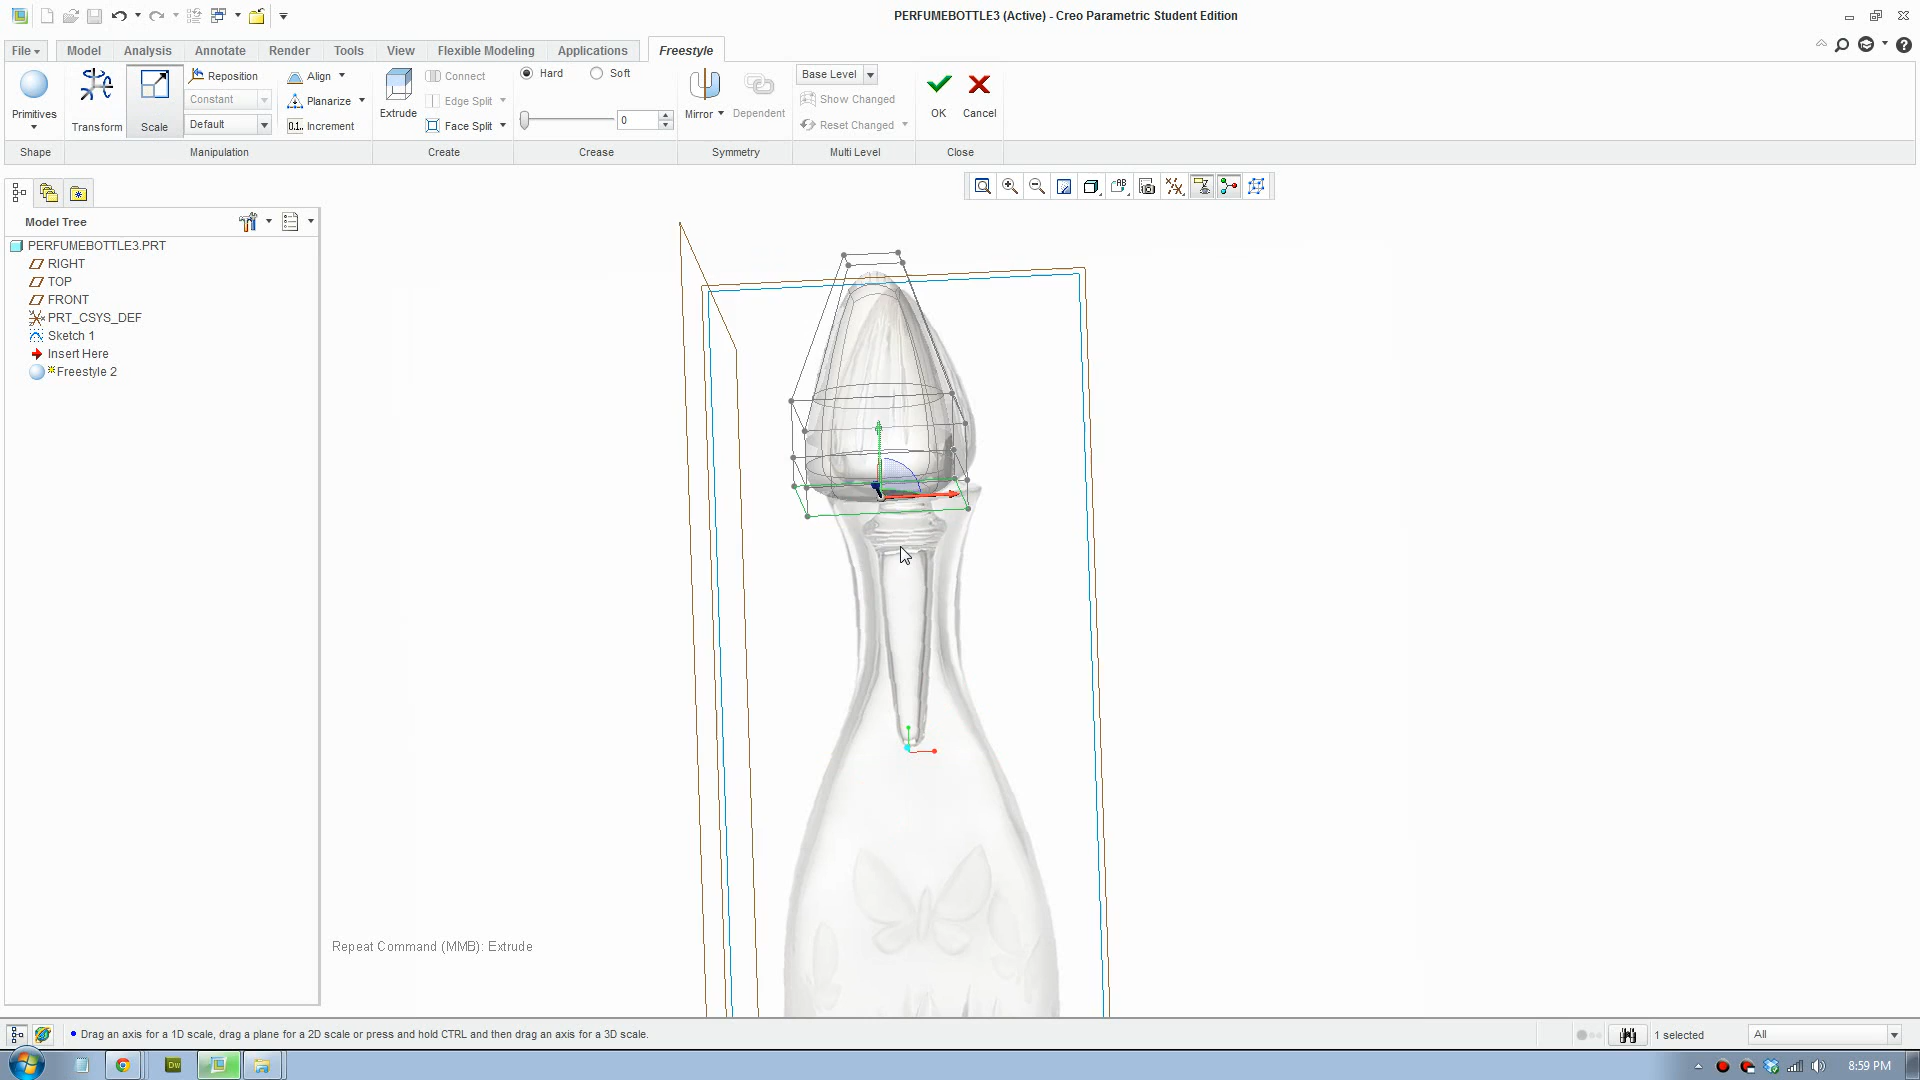 PERFUMEBOTTLE3 (Active) - Creo Parametric Student Edition
File Model Analysis Annotate Render Tools View Flexible Modeling Applications Freestyle
Primitives
Transform
Scale
Reposition
Constant
Default
Align
Planarize
0.1.. Increment
Extrude
Connect
Edge Split
Face Split
Hard Soft
0
Mirror
Dependent
Base Level
Show Changed
Reset Changed
OK
Cancel
Shape Manipulation Create Crease Symmetry Multi Level Close
Model Tree
PERFUMEBOTTLE3.PRT
RIGHT
TOP
FRONT
PRT_CSYS_DEF
Sketch 1
Insert Here
Freestyle 2
Repeat Command (MMB): Extrude
Drag an axis for a 1D scale, drag a plane for a 2D scale or press and hold CTRL and then drag an axis for a 3D scale.
1 selected
All
Dw
8:59 PM